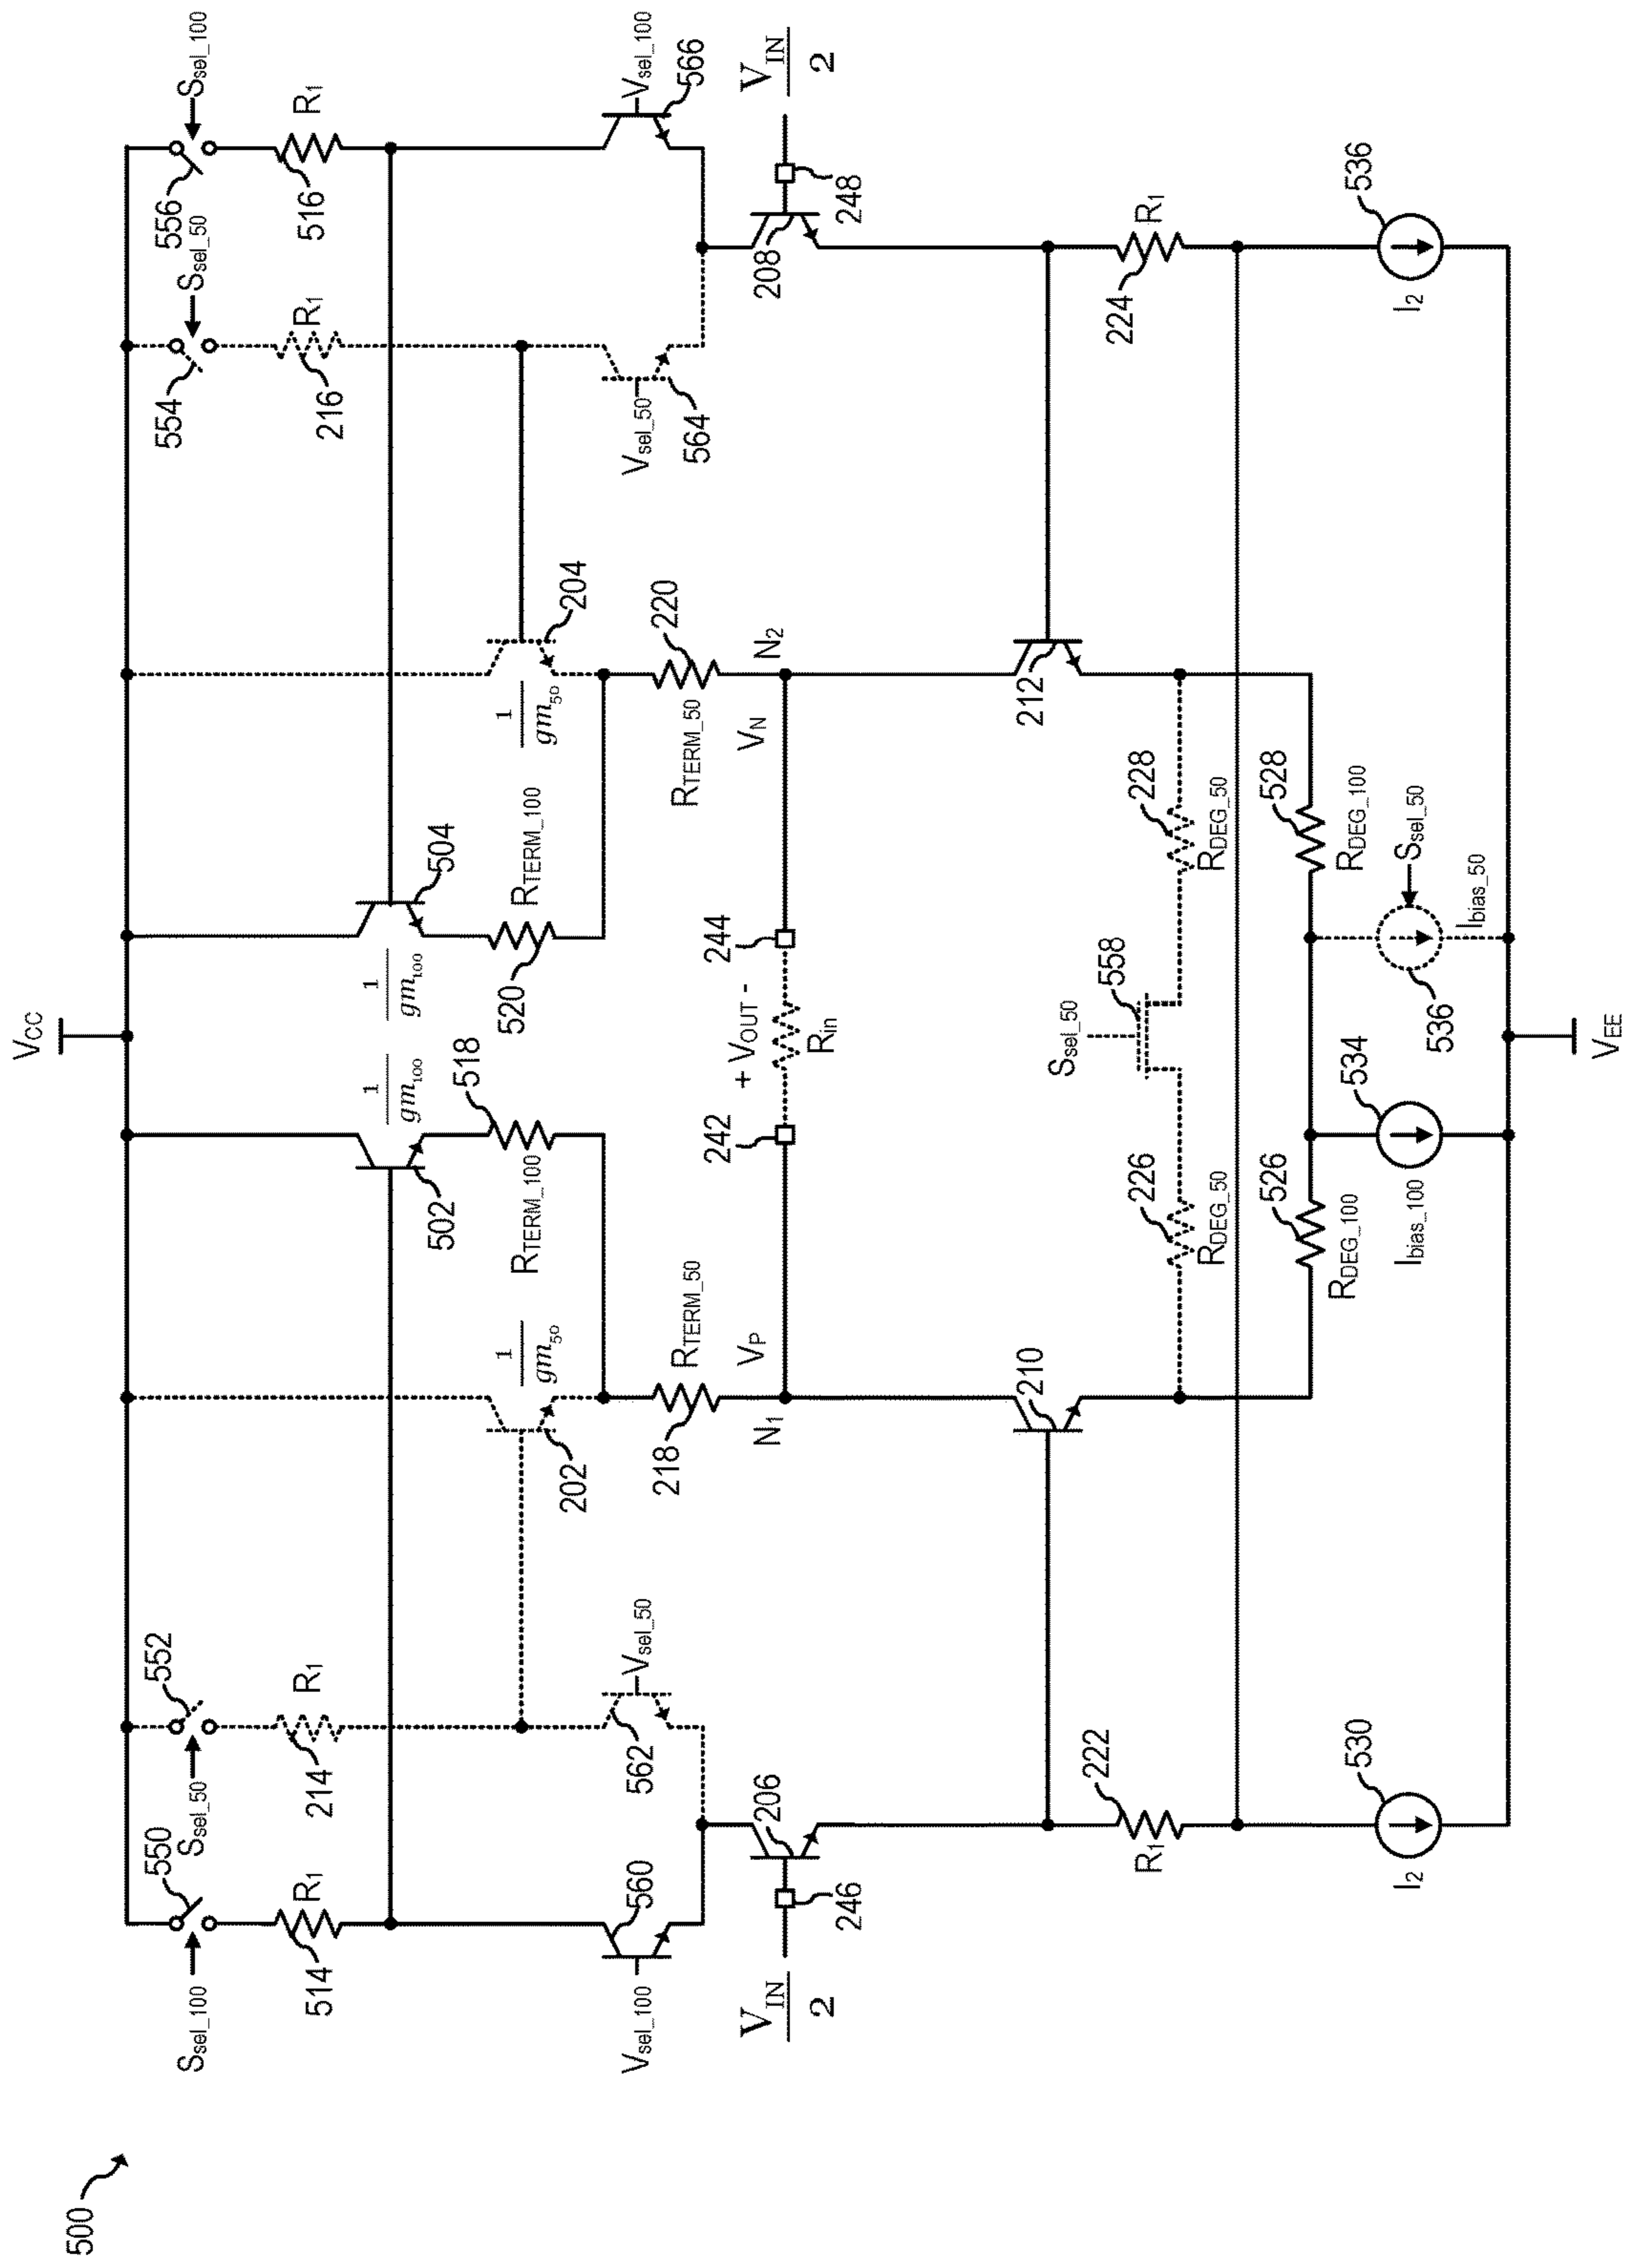 500
VCC
Ssel_100
550
Ssel_50
552
514
R1
214
R1
1
gm100
1
gm100
554
Ssel_50
556
Ssel_100
216
R1
516
R1
502
518
RTERM_100
504
520
RTERM_100
202
1
gm50
1
gm50
204
Vsel_100
560
562
Vsel_50
Vsel_50
564
Vsel_100
566
218
RTERM_50
RTERM_50
220
VIN
2
246
206
N1
VP
242
+ VOUT -
Rin
244
VN
N2
208
248
VIN
2
210
212
R1
222
224
R1
226
RDEG_50
Ssel_50
558
228
RDEG_50
526
RDEG_100
528
RDEG_100
I2
530
Ibias_100
534
536
Ssel_50
Ibias_50
I2
536
VEE